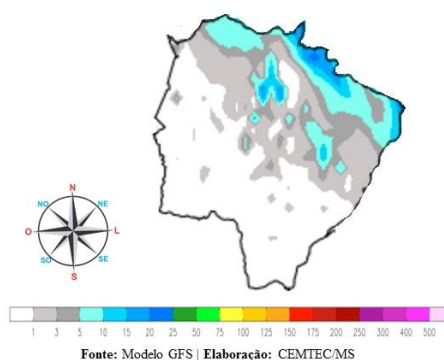 N
NO NE
O L
SO SE
S
1 3 5 10 15 20 25 50 75 100 125 150 175 200 250 300 400 500
Fonte: Modelo GFS | Elaboração: CEMTEC/MS